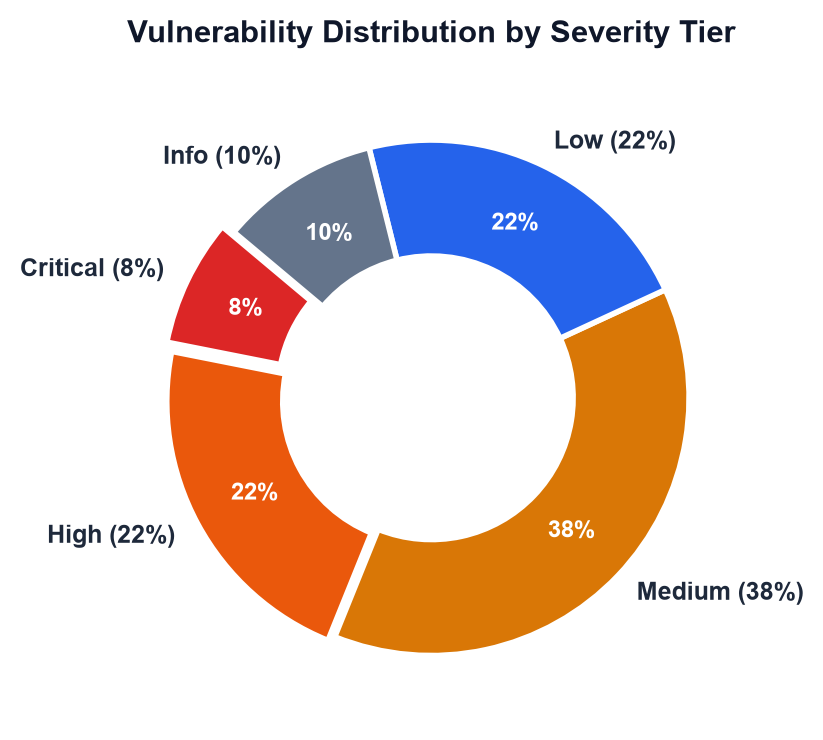 Vulnerability Distribution by Severity Tier
Low (22%)
Info (10%)
22%
10%
Critical (8%)
8%
22%
High (22%)
38%
Medium (38%)